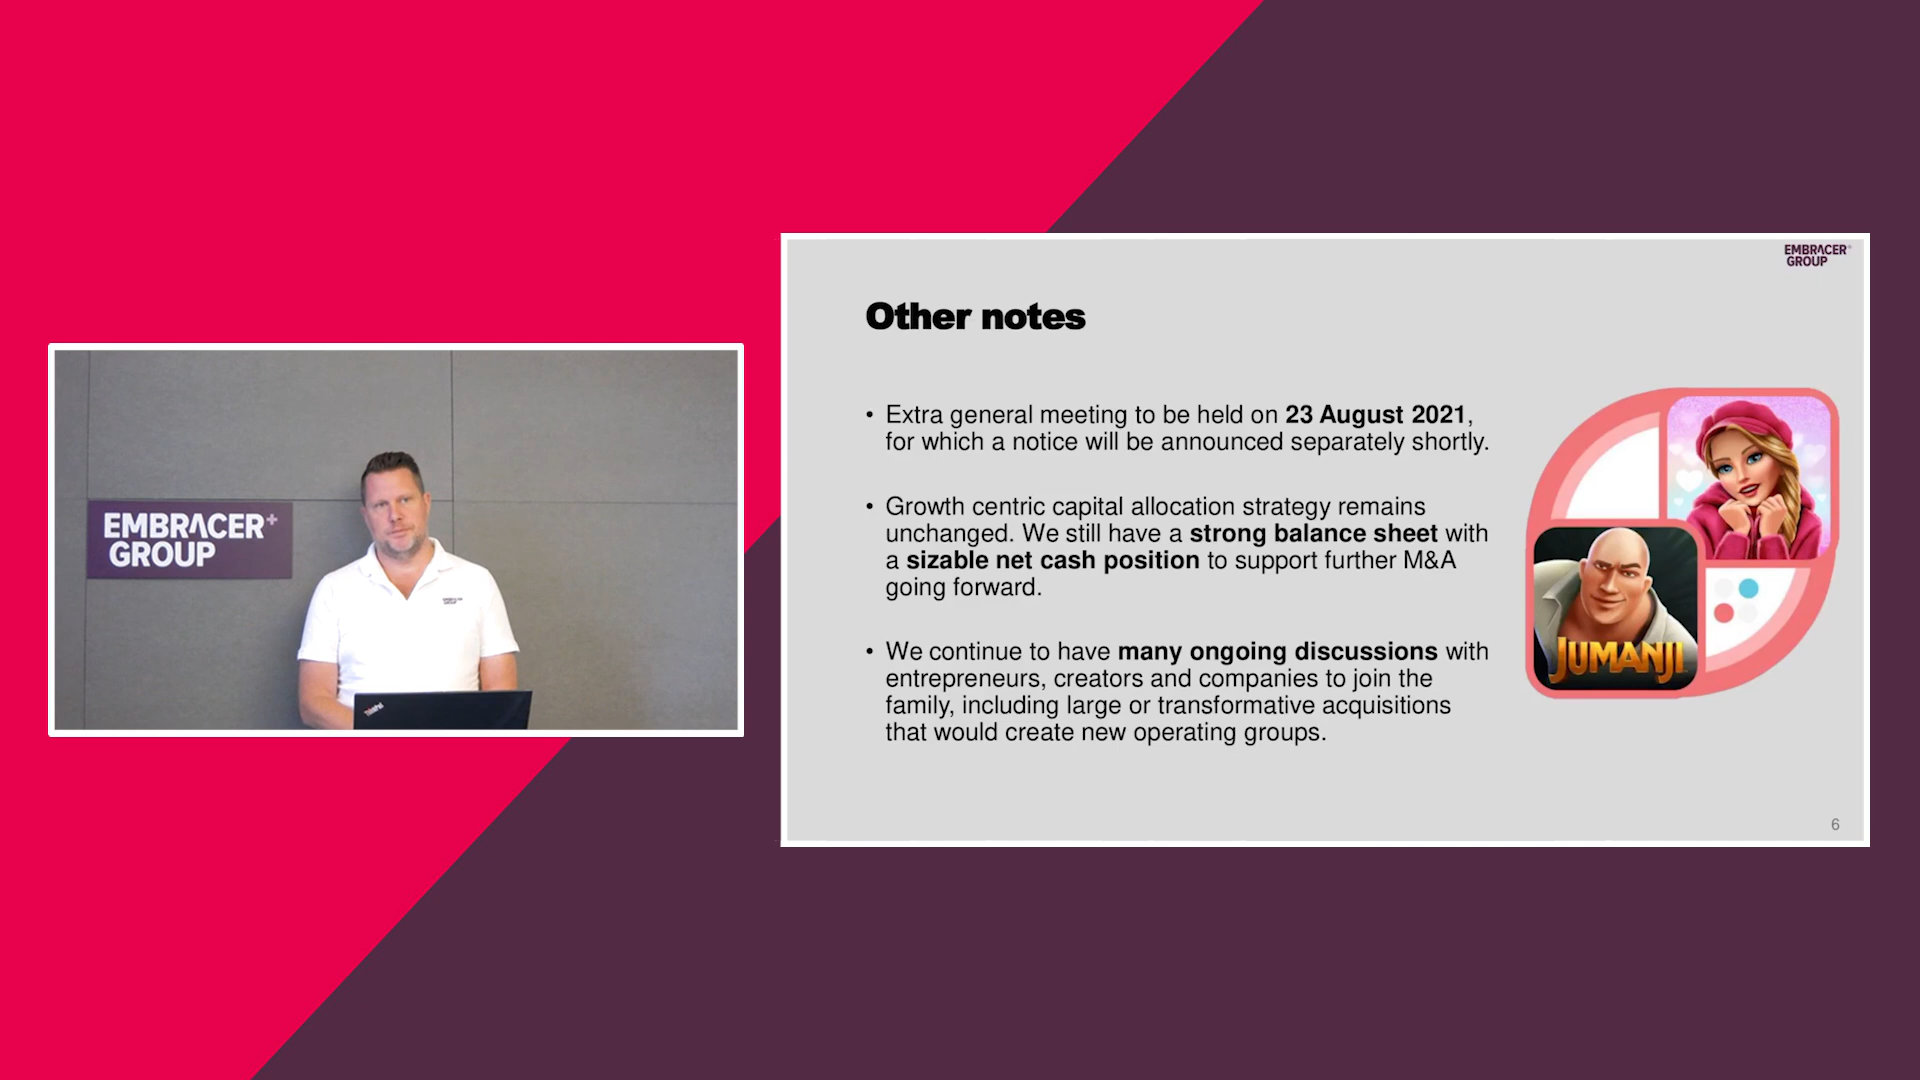 EMBRACER+
GROUP
ThinkPad
EMBRACER+
GROUP
Other notes
• Extra general meeting to be held on 23 August 2021,
for which a notice will be announced separately shortly.
• Growth centric capital allocation strategy remains
unchanged. We still have a strong balance sheet with
a sizable net cash position to support further M&A
going forward.
• We continue to have many ongoing discussions with
entrepreneurs, creators and companies to join the
family, including large or transformative acquisitions
that would create new operating groups.
JUMANJI
6